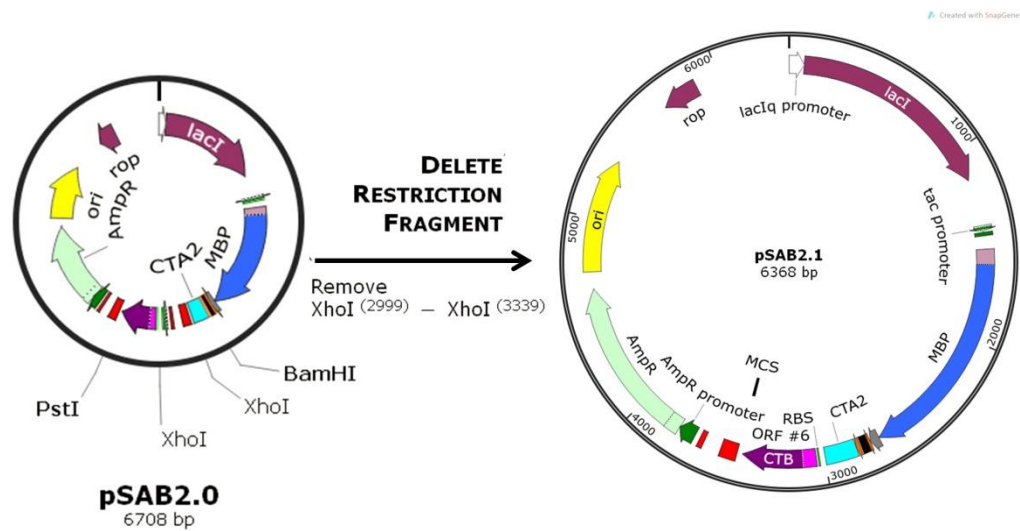 Created with SnapGene
lacI
rop
ori
AmpR
CTA2
MBP
BamHI
XhoI
XhoI
PstI
pSAB2.0
6708 bp
DELETE
RESTRICTION
FRAGMENT
Remove
XhoI (2999) – XhoI (3339)
6000
rop
lacIq promoter
lacI
1000
tac promoter
ori
5000
pSAB2.1
6368 bp
MBP
2000
AmpR
AmpR promoter
MCS
4000
RBS
CTA2
ORF #6
CTB
3000